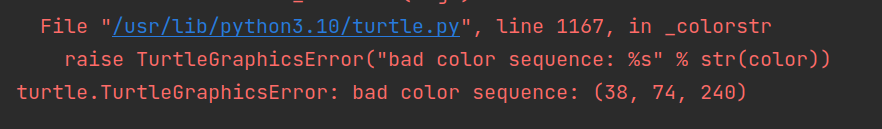 File "/usr/lib/python3.10/turtle.py", line 1167, in _colorstr
raise TurtleGraphicsError("bad color sequence: %s" % str(color))
turtle.TurtleGraphicsError: bad color sequence: (38, 74, 240)